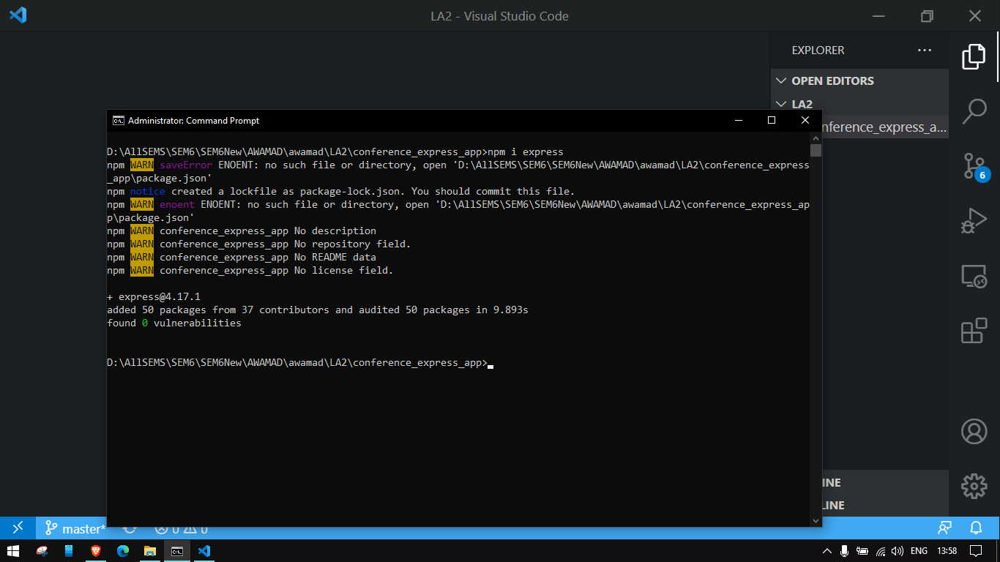 LA2 - Visual Studio Code
EXPLORER
OPEN EDITORS
LA2
nference_express_a...
6
Administrator: Command Prompt
D:\AllSEMS\SEM6\SEM6New\AWAMAD\awamad\LA2\conference_express_app>npm i express
npm WARN saveError ENOENT: no such file or directory, open 'D:\AllSEMS\SEM6\SEM6New\AWAMAD\awamad\LA2\conference_express
_app\package.json'
npm notice created a lockfile as package-lock.json. You should commit this file.
npm WARN enoent ENOENT: no such file or directory, open 'D:\AllSEMS\SEM6\SEM6New\AWAMAD\awamad\LA2\conference_express_ap
p\package.json'
npm WARN conference_express_app No description
npm WARN conference_express_app No repository field.
npm WARN conference_express_app No README data
npm WARN conference_express_app No license field.
+ express@4.17.1
added 50 packages from 37 contributors and audited 50 packages in 9.893s
found 0 vulnerabilities
D:\AllSEMS\SEM6\SEM6New\AWAMAD\awamad\LA2\conference_express_app>
INE
LINE
master* 0 0
ENG 13:58